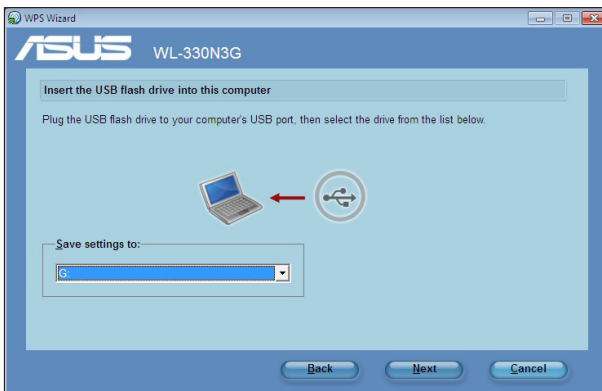 WPS Wizard
ASUS WL-330N3G
Insert the USB flash drive into this computer
Plug the USB flash drive to your computer's USB port, then select the drive from the list below.
Save settings to:
G:
Back Next Cancel